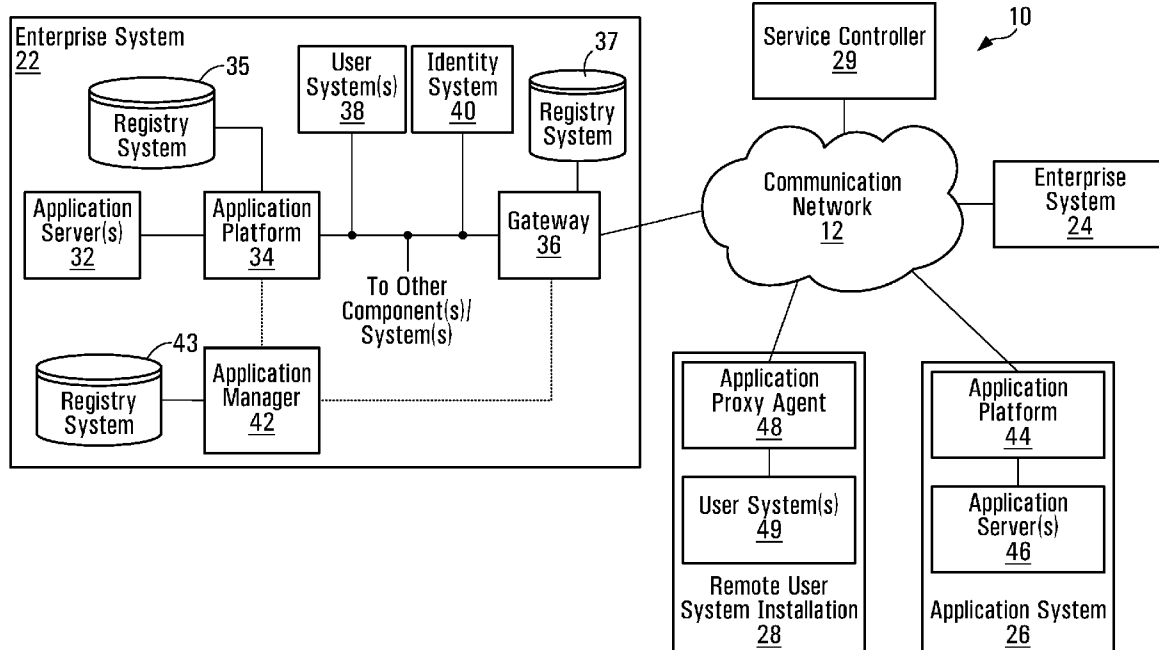 10
Enterprise System
22
35
Registry
System
User
System(s)
38
Identity
System
40
37
Registry
System
Service Controller
29
Application
Server(s)
32
Application
Platform
34
Gateway
36
To Other
Component(s)/
System(s)
Communication
Network
12
Enterprise
System
24
43
Registry
System
Application
Manager
42
Application
Proxy Agent
48
User System(s)
49
Remote User
System Installation
28
Application
Platform
44
Application
Server(s)
46
Application System
26